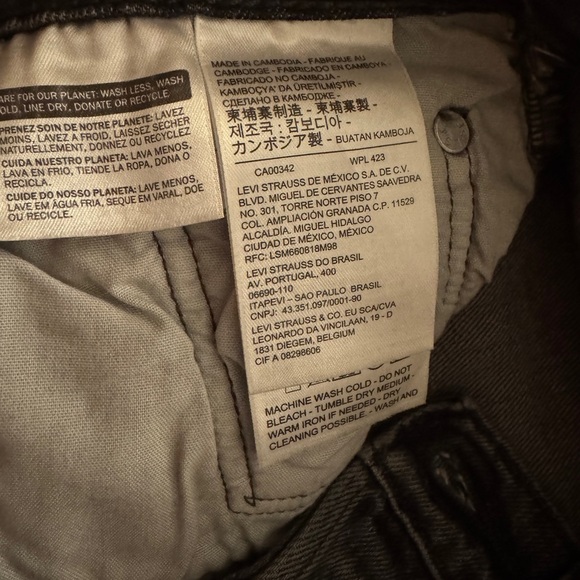 ARE FOR OUR PLANET: WASH LESS, WASH
OLD, LINE DRY, DONATE OR RECYCLE
PRENEZ SOIN DE NOTRE PLANETE: LAVEZ
MOINS, LAVEZ A FROID, LAISSEZ SÉCHER
NATURELLEMENT, DONNEZ OU RECYCLEZ
CUIDA NUESTRO PLANETA: LAVA MENOS,
LAVA EN FRIO, TIENDE LA ROPA, DONA O
RECICLA.
CUIDE DO NOSSO PLANETA: LAVE MENOS,
LAVE EM ÁGUA FRIA, SEQUE EM VARAL, DOE
OU RECICLE.
MADE IN CAMBODIA - FABRIQUE AU
CAMBODGE - FABRICADO EN CAMBOYA -
FABRICADO NO CAMBOJA -
KAMBOÇYA' DA ÜRETİLMİŞTİR -
СДЕЛАНО В КАМБОДЖЕ -
柬埔寨制造 - 柬埔寨製 -
제조국 : 캄보디아 -
カンボジア製 - BUATAN KAMBOJA
CA00342 WPL 423
LEVI STRAUSS DE MÉXICO S.A. DE C.V.
BLVD. MIGUEL DE CERVANTES SAAVEDRA
NO. 301, TORRE NORTE PISO 7
COL. AMPLIACIÓN GRANADA C.P. 11529
ALCALDÍA. MIGUEL HIDALGO
CIUDAD DE MÉXICO, MÉXICO
RFC: LSM660818M98
LEVI STRAUSS DO BRASIL
AV. PORTUGAL, 400
06690-110
ITAPEVI – SAO PAULO BRASIL
CNPJ: 43.351.097/0001-90
LEVI STRAUSS & CO. EU SCA/CVA
LEONARDO DA VINCILAAN, 19 - D
1831 DIEGEM, BELGIUM
CIF A 08298606
MACHINE WASH COLD - DO NOT
BLEACH - TUMBLE DRY MEDIUM -
WARM IRON IF NEEDED - DRY
CLEANING POSSIBLE. - WASH AND